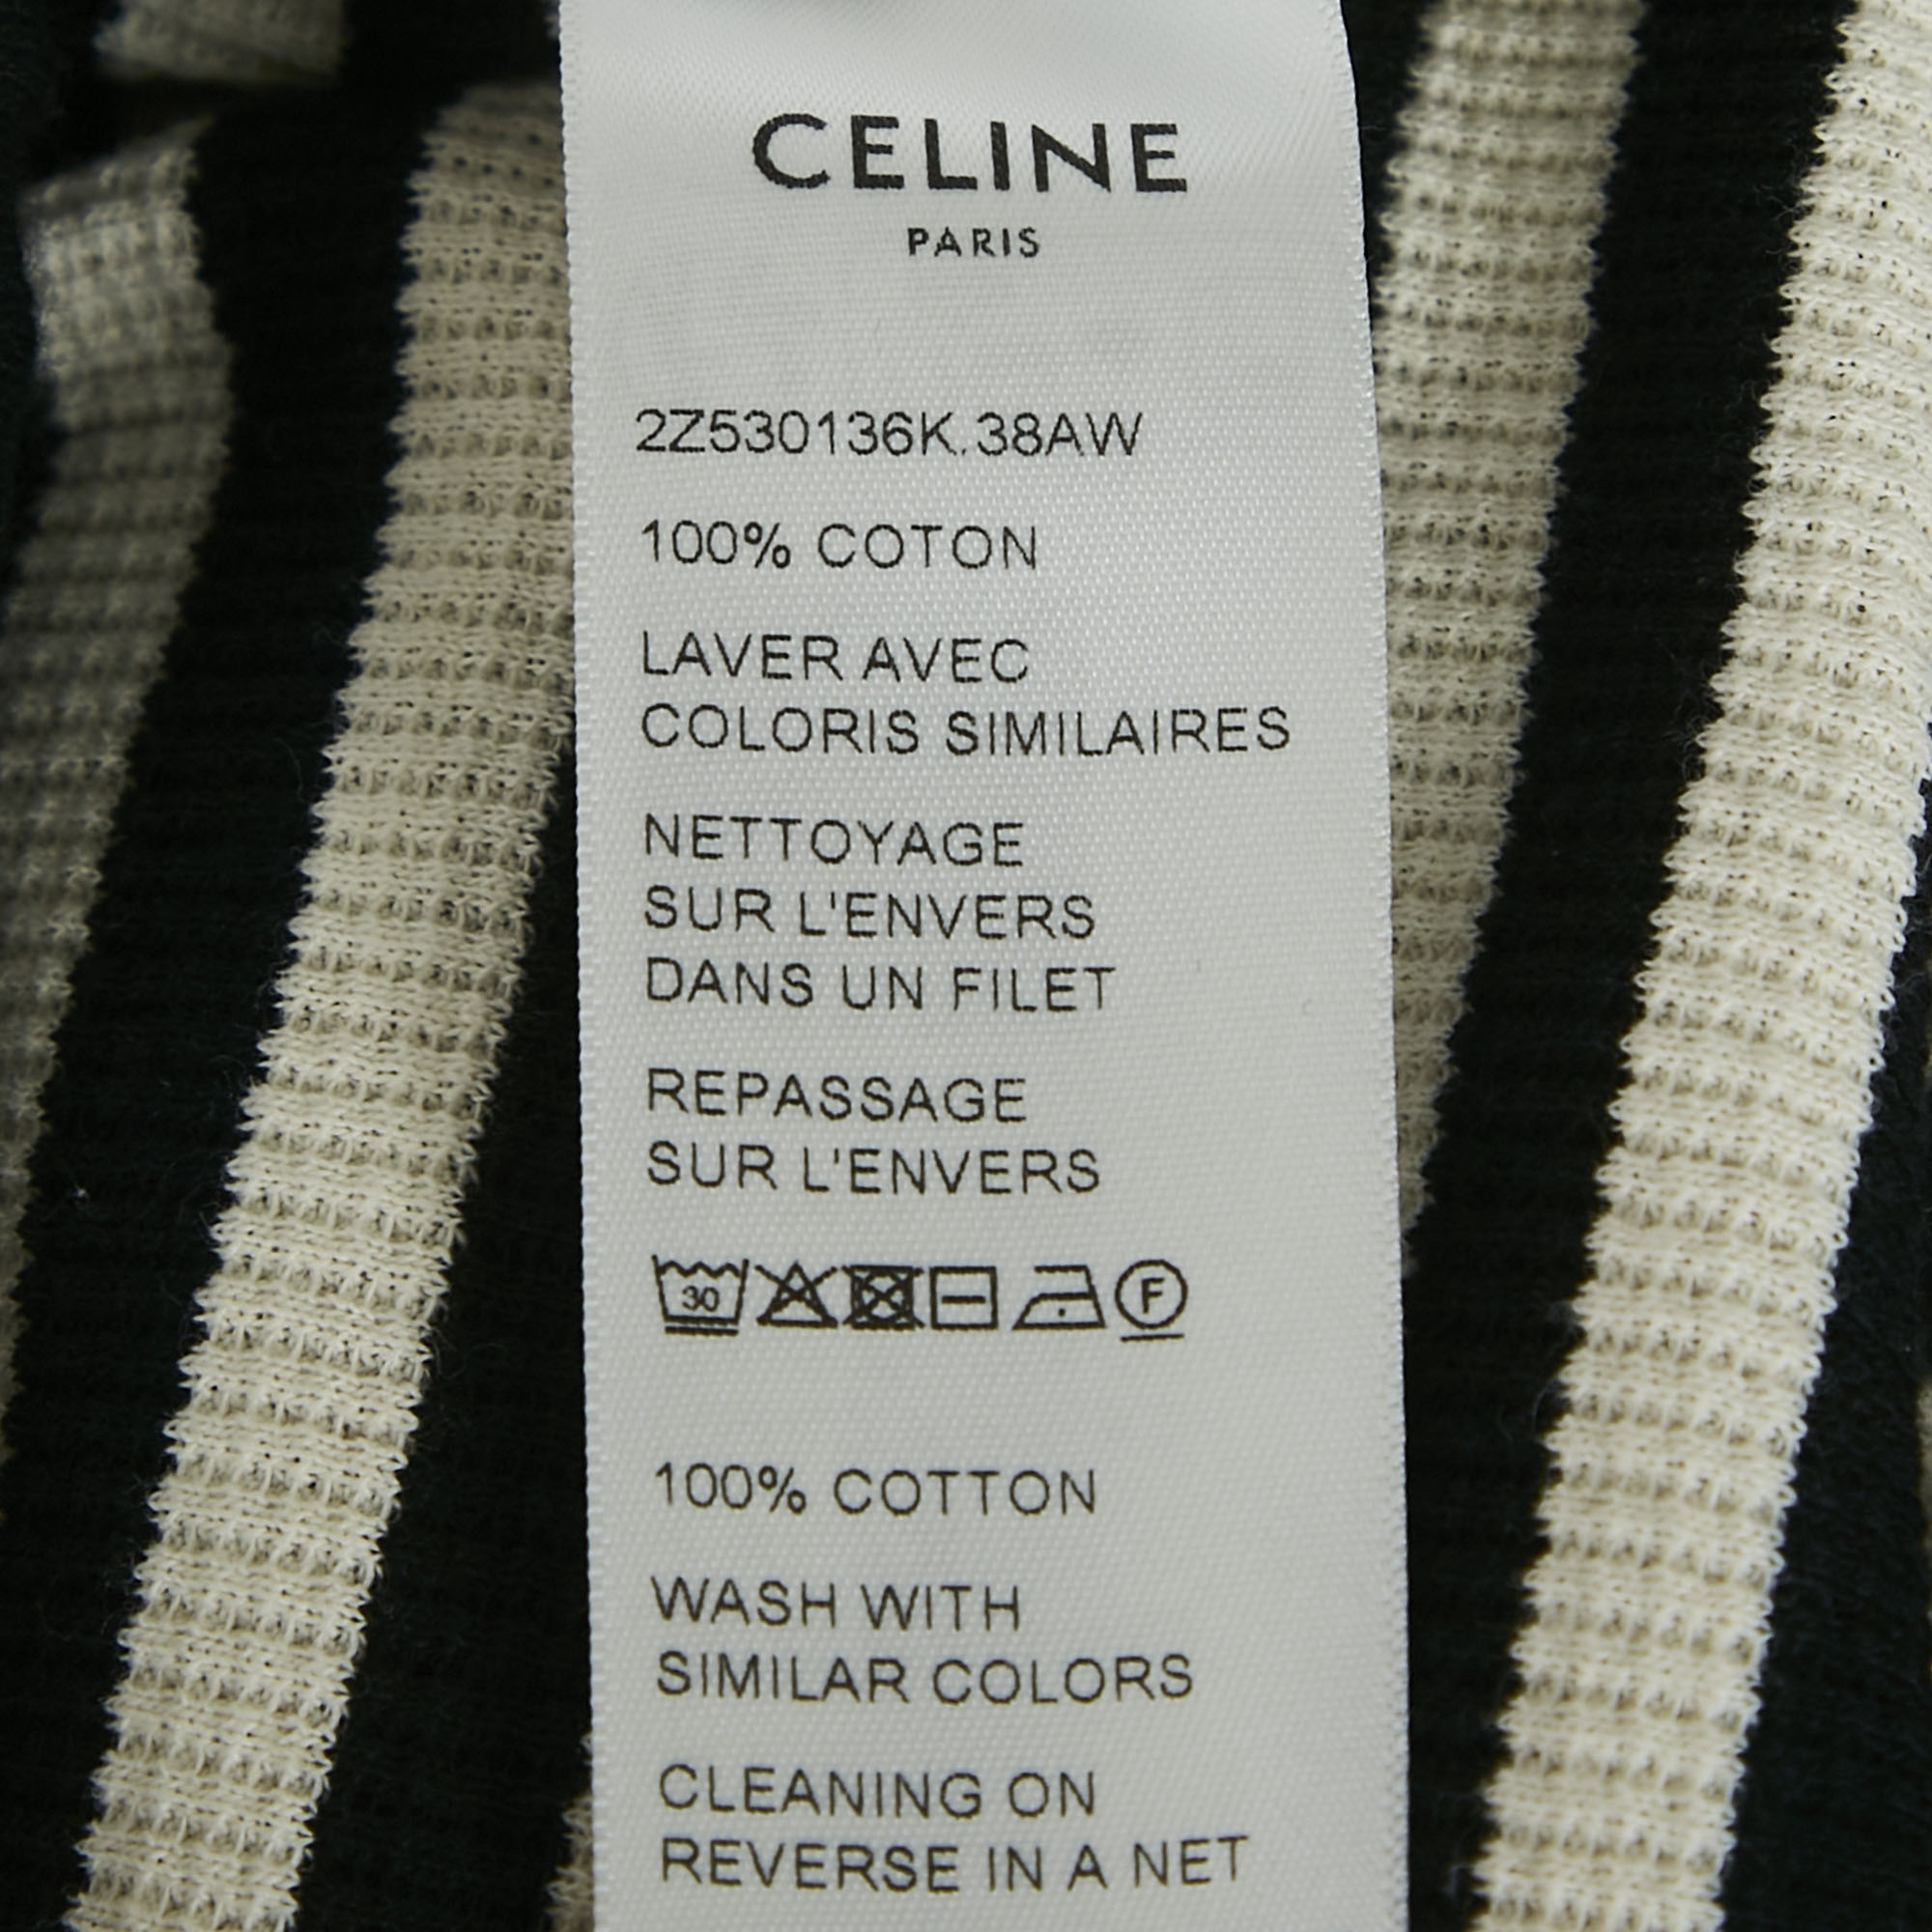 CELINE
PARIS
2Z530136K.38AW
100% COTON
LAVER AVEC
COLORIS SIMILAIRES
NETTOYAGE
SUR L'ENVERS
DANS UN FILET
REPASSAGE
SUR L'ENVERS
30 F
100% COTTON
WASH WITH
SIMILAR COLORS
CLEANING ON
REVERSE IN A NET